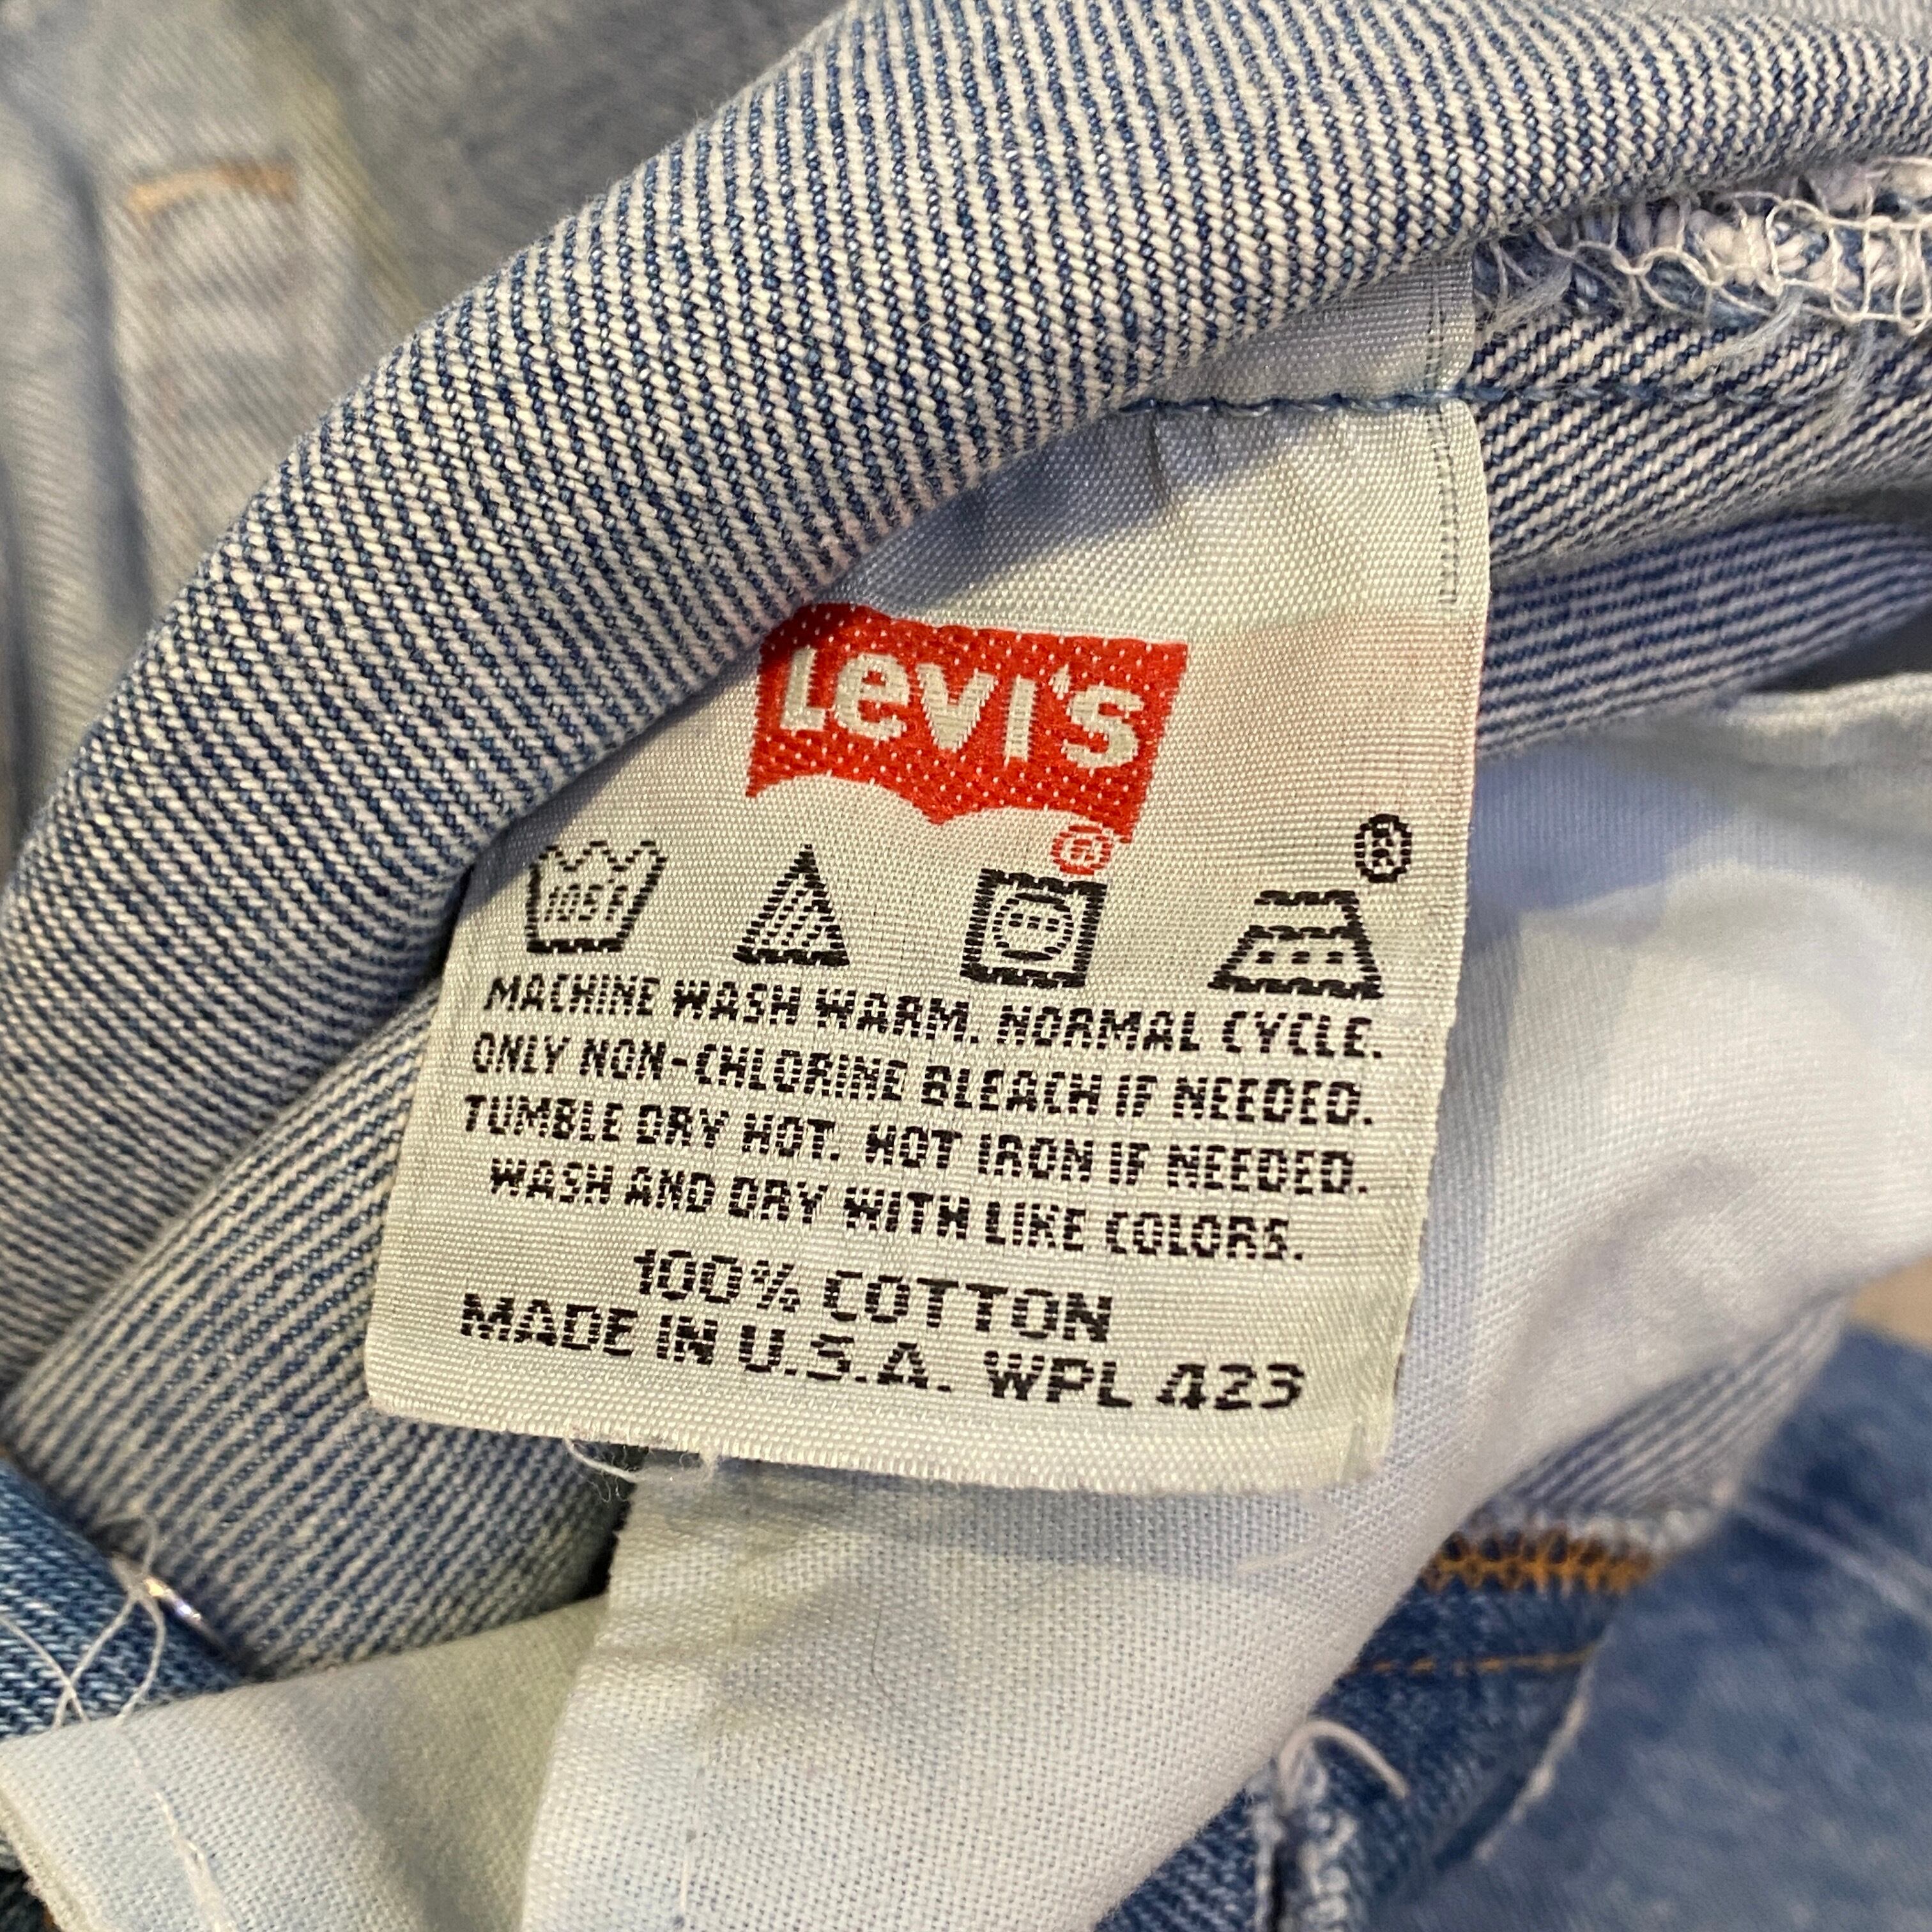 Levi's
®
®
105F
MACHINE WASH WARM. NORMAL CYCLE.
ONLY NON-CHLORINE BLEACH IF NEEDED.
TUMBLE DRY HOT. HOT IRON IF NEEDED.
WASH AND DRY WITH LIKE COLORS.
100% COTTON
MADE IN U.S.A. WPL 423